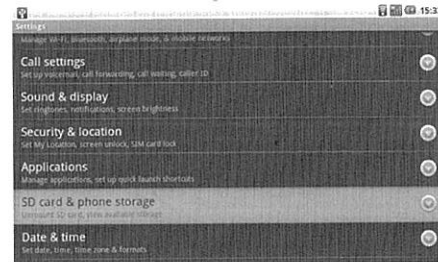 15:33
Settings
Manage Wi-Fi, Bluetooth, airplane mode, & mobile networks
Call settings
Set up voicemail, call forwarding, call waiting, caller ID
Sound & display
Set ringtones, notifications, screen brightness
Security & location
Set My Location, screen unlock, SIM card lock
Applications
Manage applications, set up quick launch shortcuts
SD card & phone storage
Unmount SD card, view available storage
Date & time
Set date, time, time zone & formats